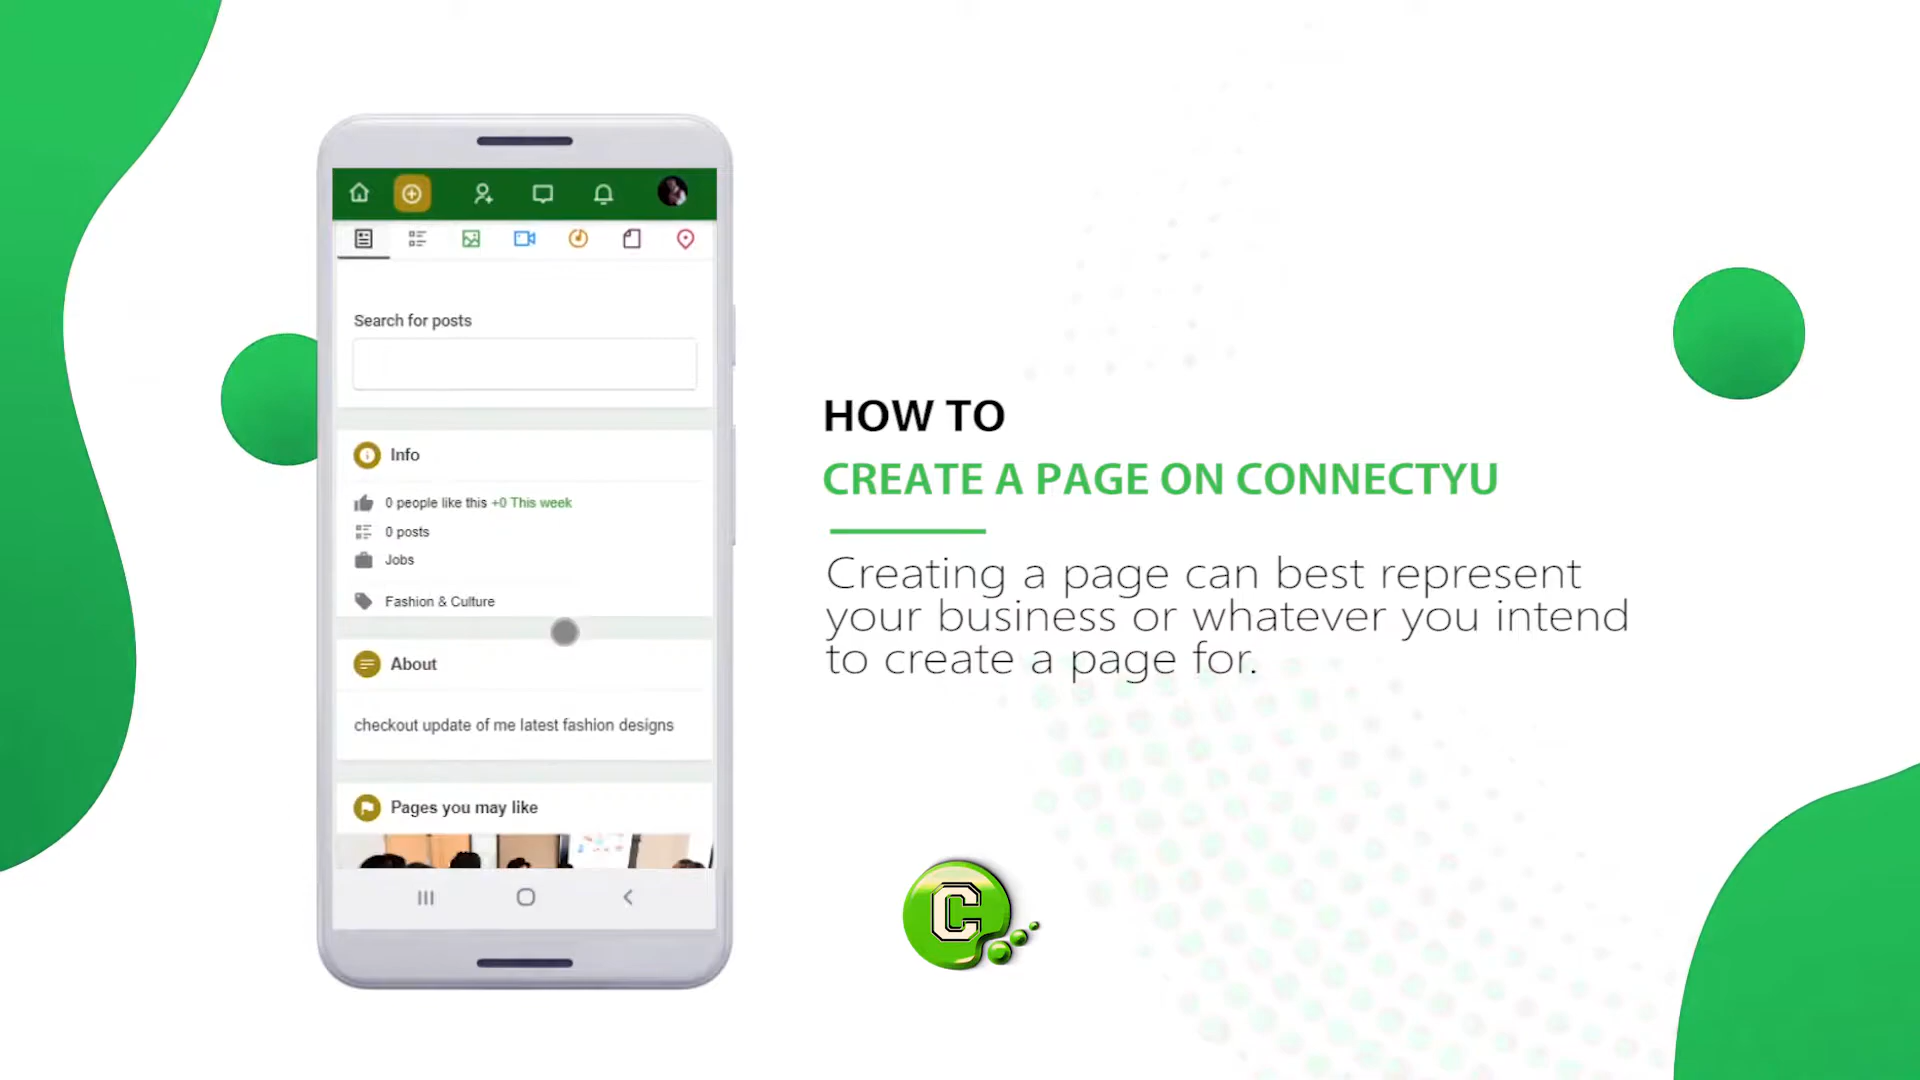 Search for posts
Info
0 people like this +0 This week
0 posts
Jobs
Fashion & Culture
About
checkout update of me latest fashion designs
Pages you may like
HOW TO
CREATE A PAGE ON CONNECTYU
Creating a page can best represent
your business or whatever you intend
to create a page for.
C